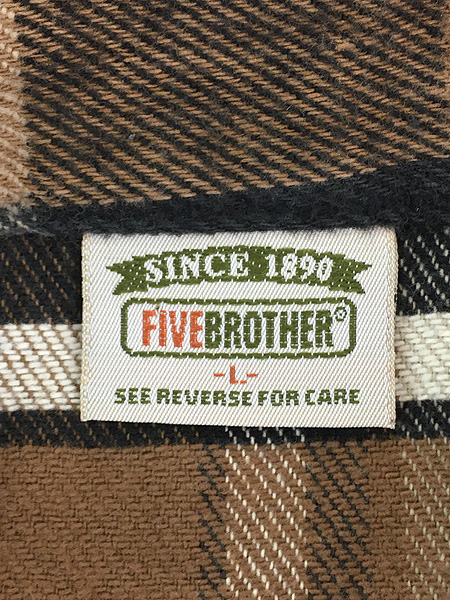 SINCE 1890
FIVEBROTHER®
-L-
SEE REVERSE FOR CARE